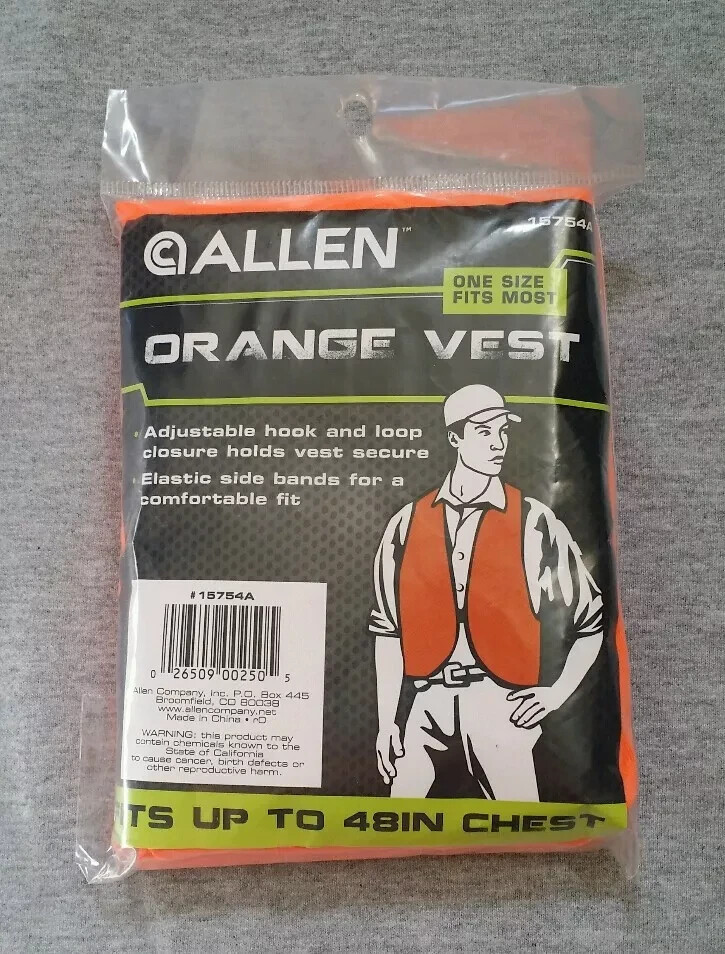 ALLEN™
15754A
ONE SIZE
FITS MOST
ORANGE VEST
• Adjustable hook and loop
closure holds vest secure
• Elastic side bands for a
comfortable fit
#15754A
0 26509 00250 5
Allen Company, Inc. P.O. Box 445
Broomfield, CO 80038
www.allencompany.net
Made in China • rD
WARNING: this product may
contain chemicals known to the
State of California
to cause cancer, birth defects or
other reproductive harm.
ITS UP TO 48IN CHEST